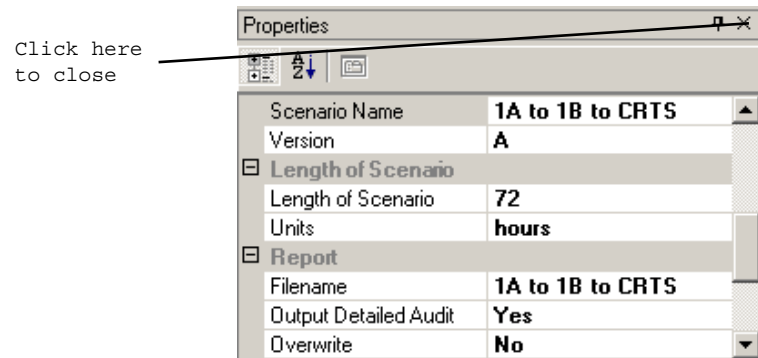 Properties
Click here
to close
Scenario Name 1A to 1B to CRTS
Version A
Length of Scenario
Length of Scenario 72
Units hours
Report
Filename 1A to 1B to CRTS
Output Detailed Audit Yes
Overwrite No